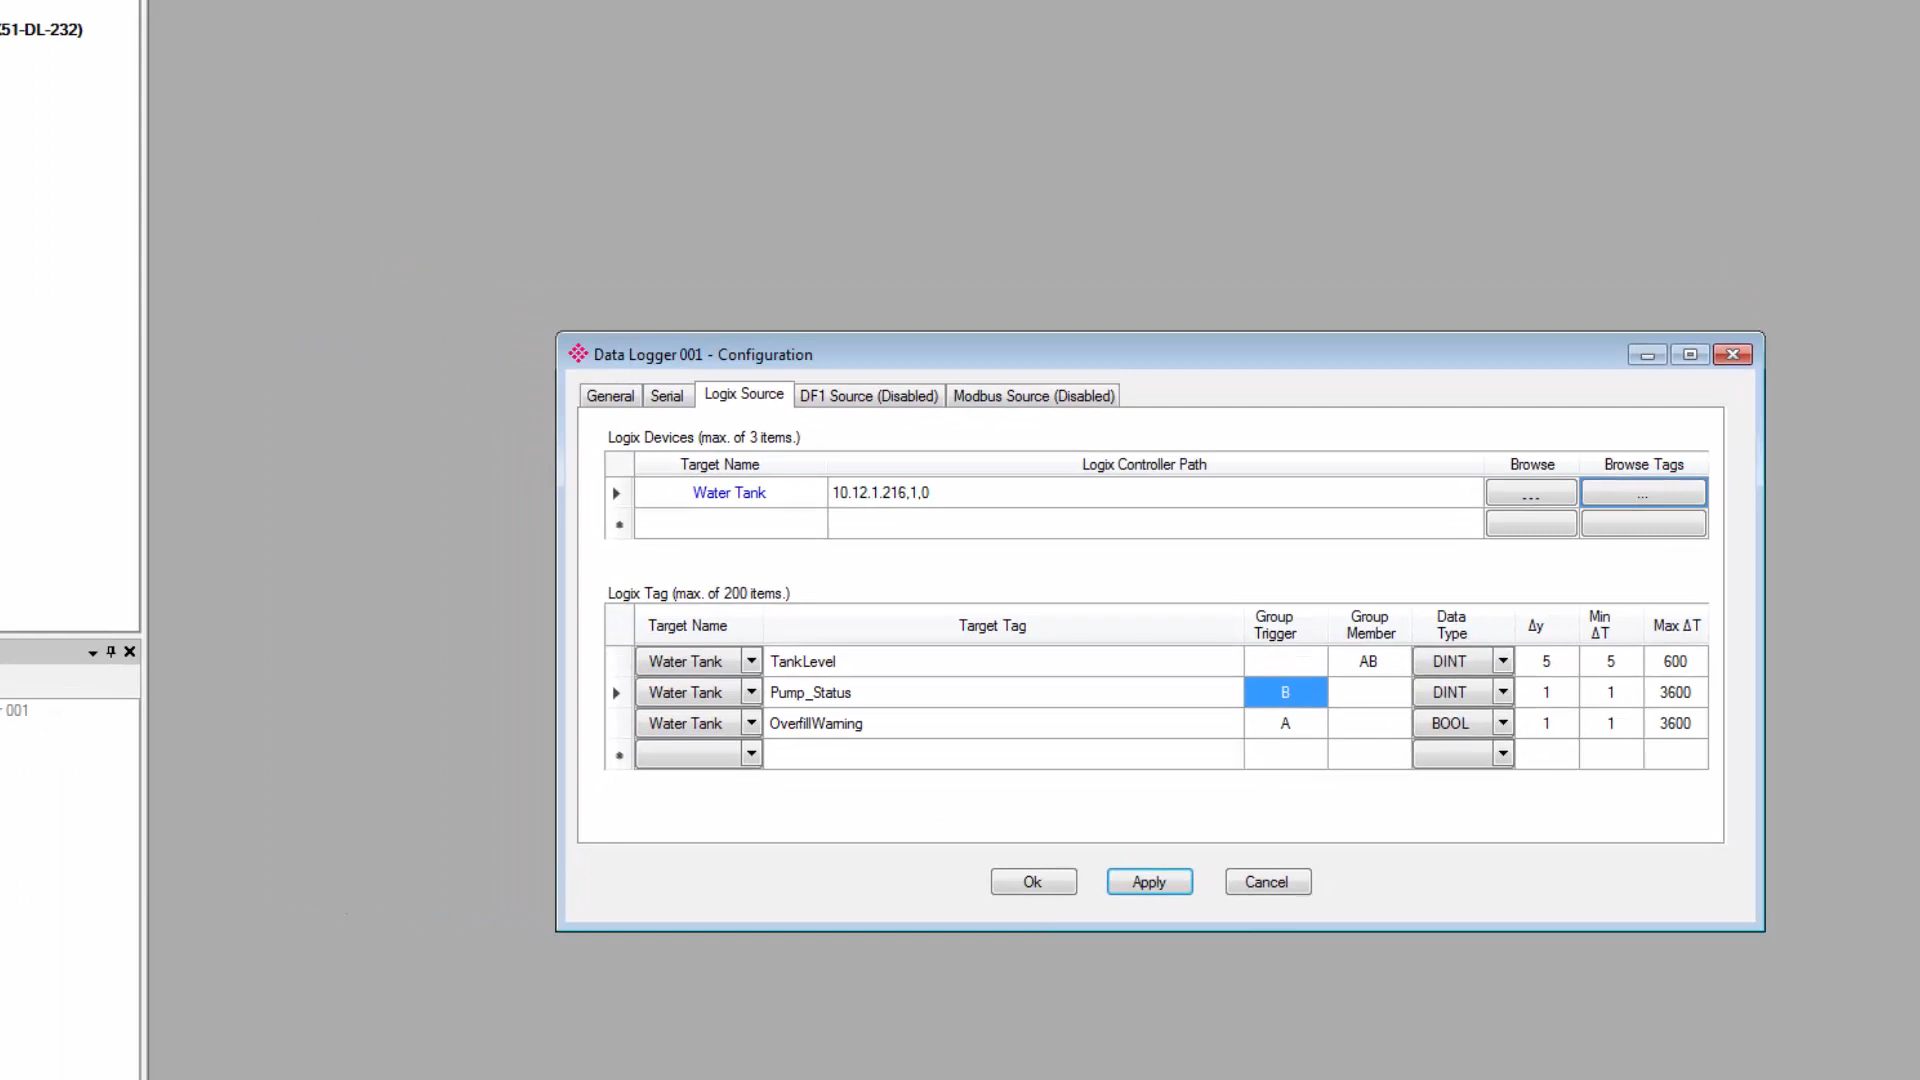 51-DL-232)
001
Data Logger 001 - Configuration
General Serial Logix Source DF1 Source (Disabled) Modbus Source (Disabled)
Logix Devices (max. of 3 items.)
Target Name Logix Controller Path Browse Browse Tags
Water Tank 10.12.1.216,1,0 ... ...
Logix Tag (max. of 200 items.)
Target Name Target Tag Group Trigger Group Member Data Type Δy Min ΔT Max ΔT
Water Tank TankLevel AB DINT 5 5 600
Water Tank Pump_Status B DINT 1 1 3600
Water Tank OverfillWarning A BOOL 1 1 3600
Ok Apply Cancel